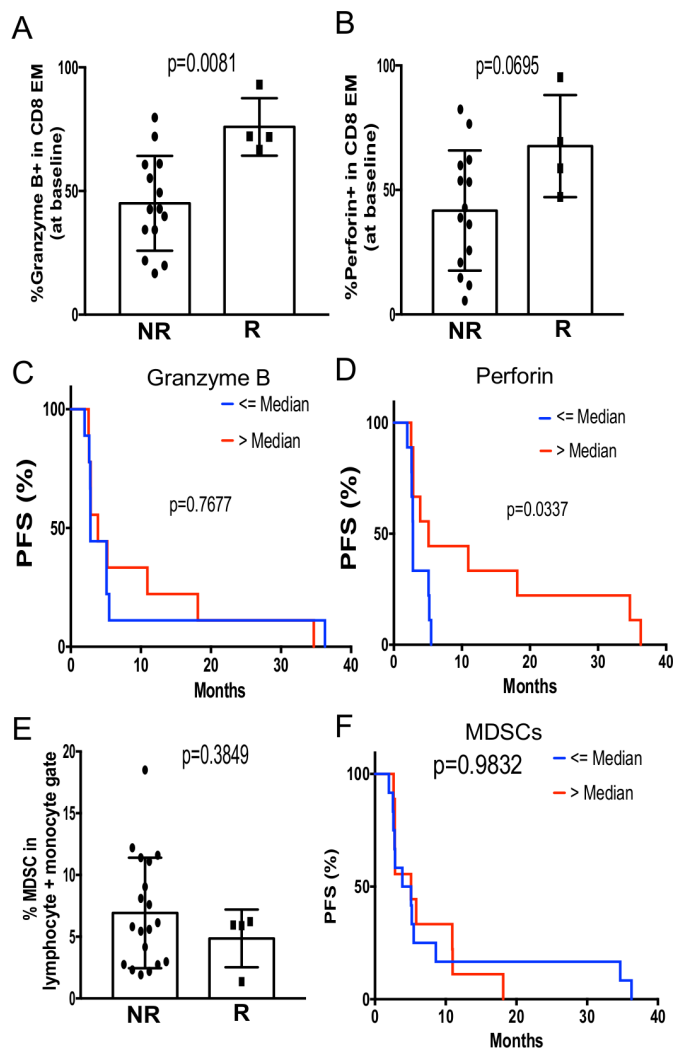 A
p=0.0081
%Granzyme B+ in CD8 EM
(at baseline)
100
50
0
NR
R
B
p=0.0695
%Perforin+ in CD8 EM
(at baseline)
100
50
0
NR
R
C
Granzyme B
<= Median
> Median
p=0.7677
PFS (%)
100
50
0
0 10 20 30 40
Months
D
Perforin
<= Median
> Median
p=0.0337
PFS (%)
100
50
0
0 10 20 30 40
Months
E
p=0.3849
% MDSC in
lymphocyte + monocyte gate
20
15
10
5
0
NR
R
F
MDSCs
p=0.9832
<= Median
> Median
PFS (%)
100
50
0
0 10 20 30 40
Months